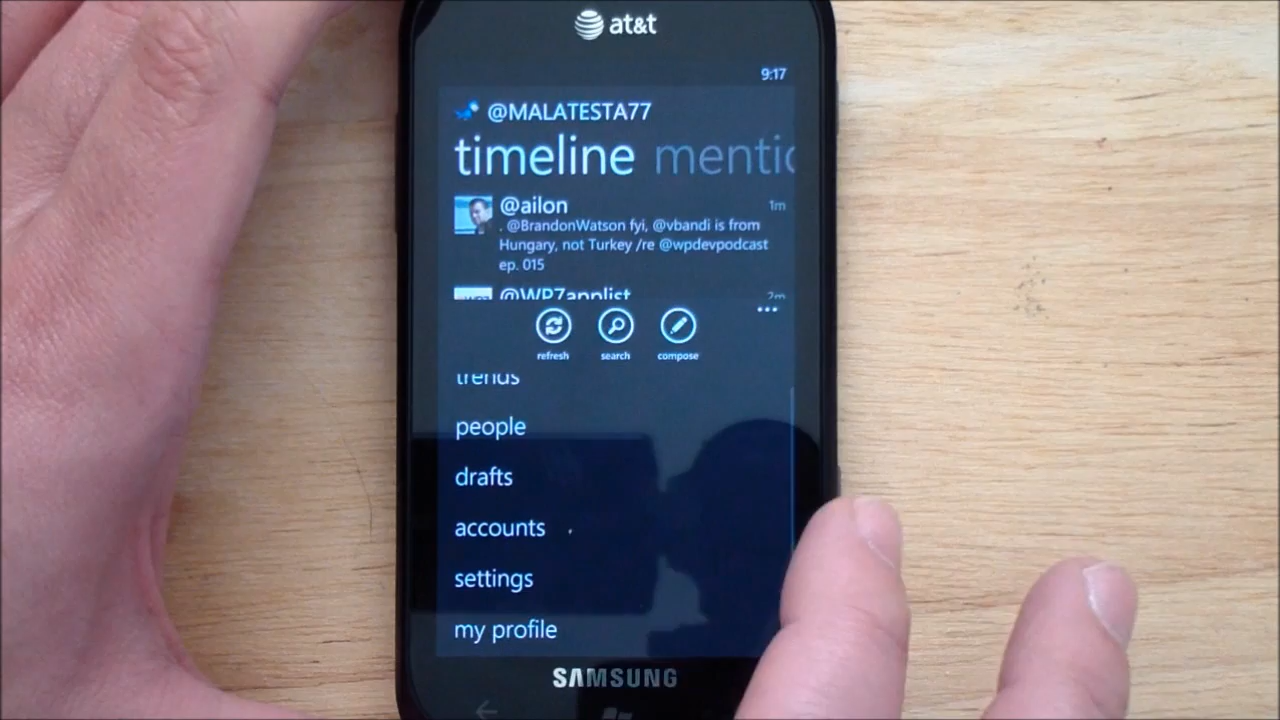 at&t
9:17
@MALATESTA77
timeline mentio
@ailon 1m
. @BrandonWatson fyi, @vbandi is from
Hungary, not Turkey /re @wpdevpodcast
ep. 015
@WP7applist 2m
refresh search compose
trends
people
drafts
accounts
settings
my profile
SAMSUNG